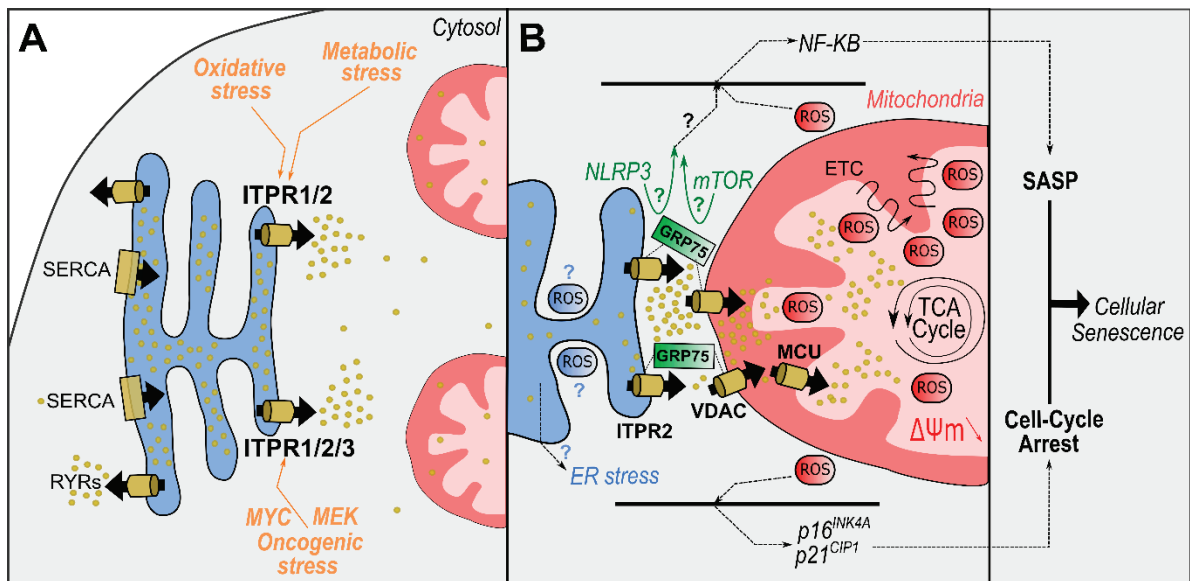 A
Cytosol
Oxidative
stress
Metabolic
stress
ITPR1/2
SERCA
SERCA
RYRs
ITPR1/2/3
MYC MEK
Oncogenic
stress
B
NF-KB
ROS
Mitochondria
?
NLRP3
mTOR
?
?
GRP75
ETC
ROS
ROS
ROS
ROS
?
ROS
ROS
?
ROS
TCA
Cycle
GRP75
MCU
ROS
VDAC
ITPR2
ΔΨm
?
ER stress
ROS
p16INK4A
p21CIP1
SASP
Cellular
Senescence
Cell-Cycle
Arrest